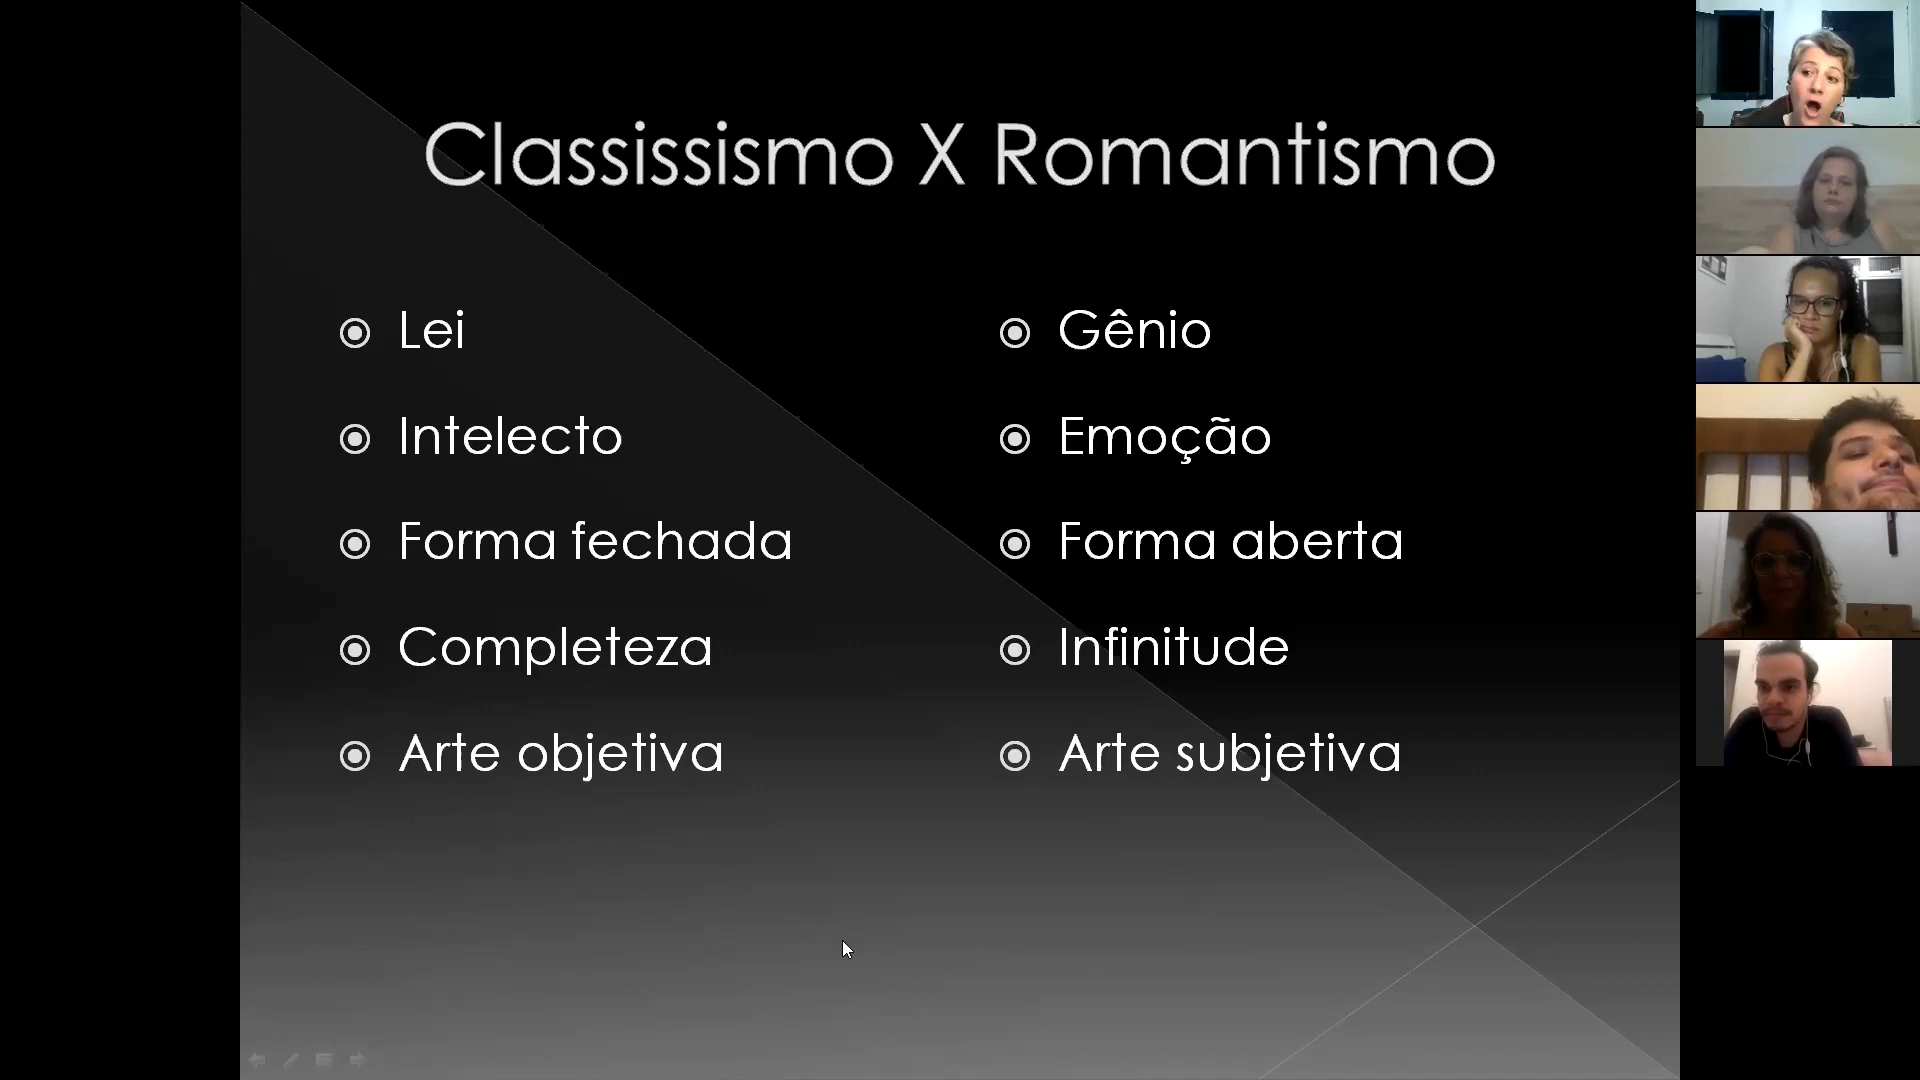 Classissismo X Romantismo
Lei
Intelecto
Forma fechada
Completeza
Arte objetiva
Gênio
Emoção
Forma aberta
Infinitude
Arte subjetiva